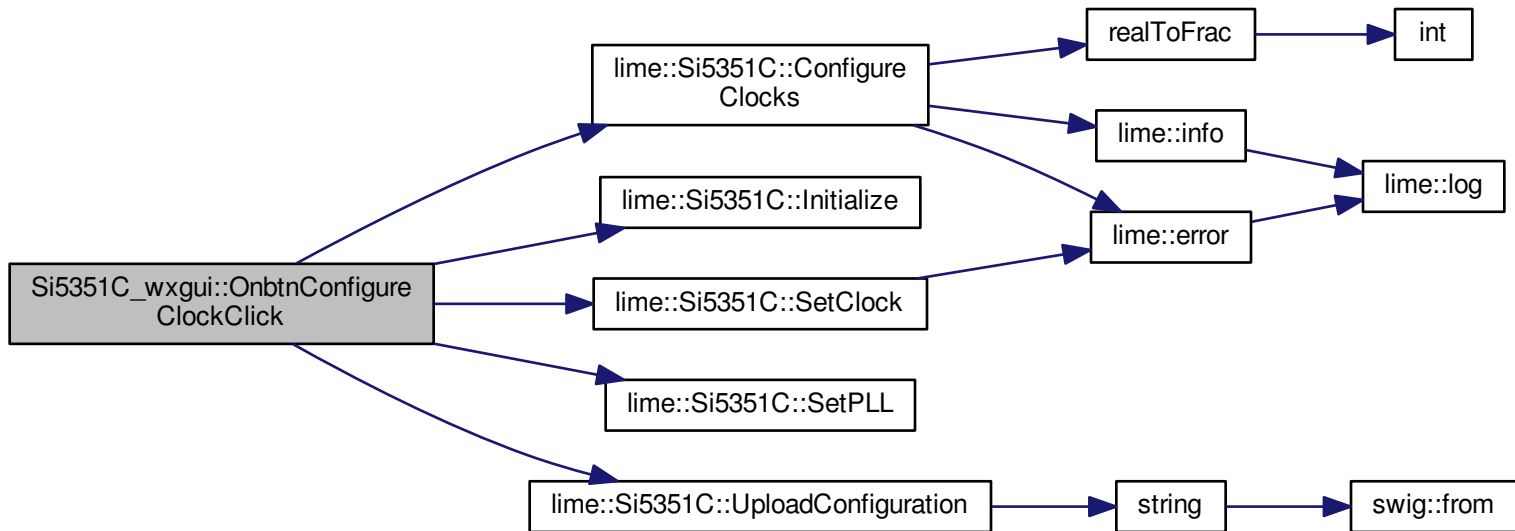 Si5351C_wxgui::OnbtnConfigure
ClockClick
lime::Si5351C::Configure
Clocks
lime::Si5351C::Initialize
lime::Si5351C::SetClock
lime::Si5351C::SetPLL
lime::Si5351C::UploadConfiguration
realToFrac
lime::info
lime::error
string
int
lime::log
swig::from